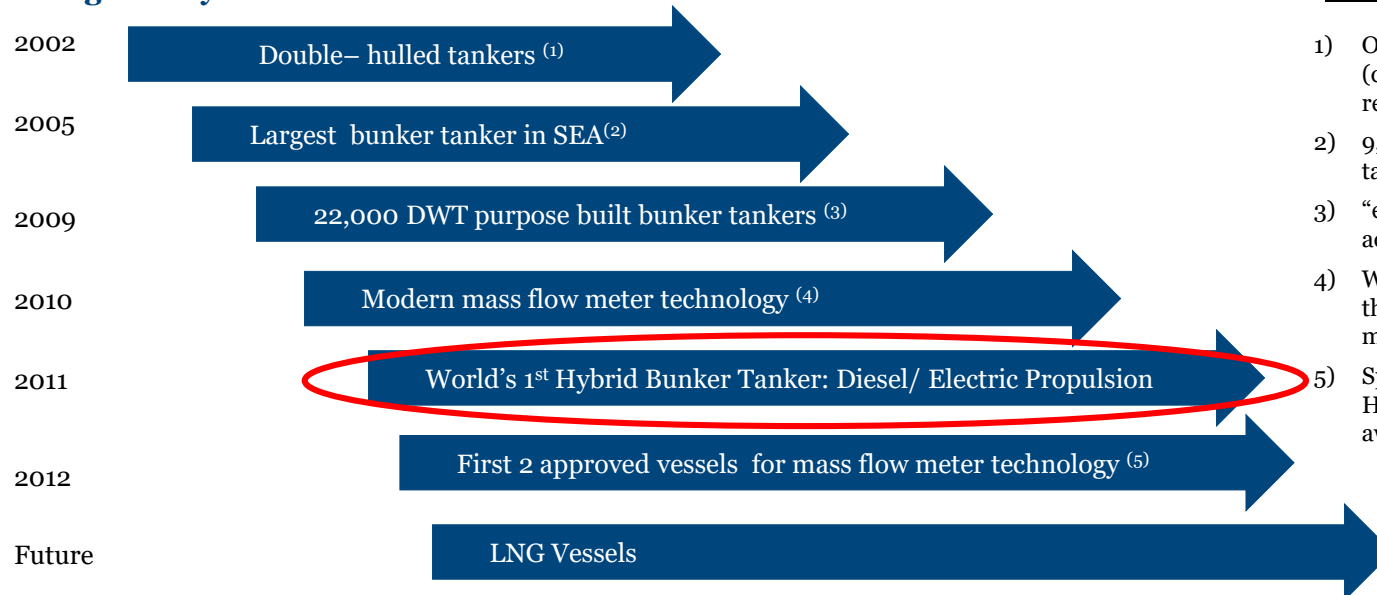 2002
Double– hulled tankers (1)
2005
Largest bunker tanker in SEA(2)
2009
22,000 DWT purpose built bunker tankers (3)
2010
Modern mass flow meter technology (4)
2011
World's 1st Hybrid Bunker Tanker: Diesel/ Electric Propulsion
2012
First 2 approved vessels for mass flow meter technology (5)
Future
LNG Vessels
1)
2)
3)
4)
5)